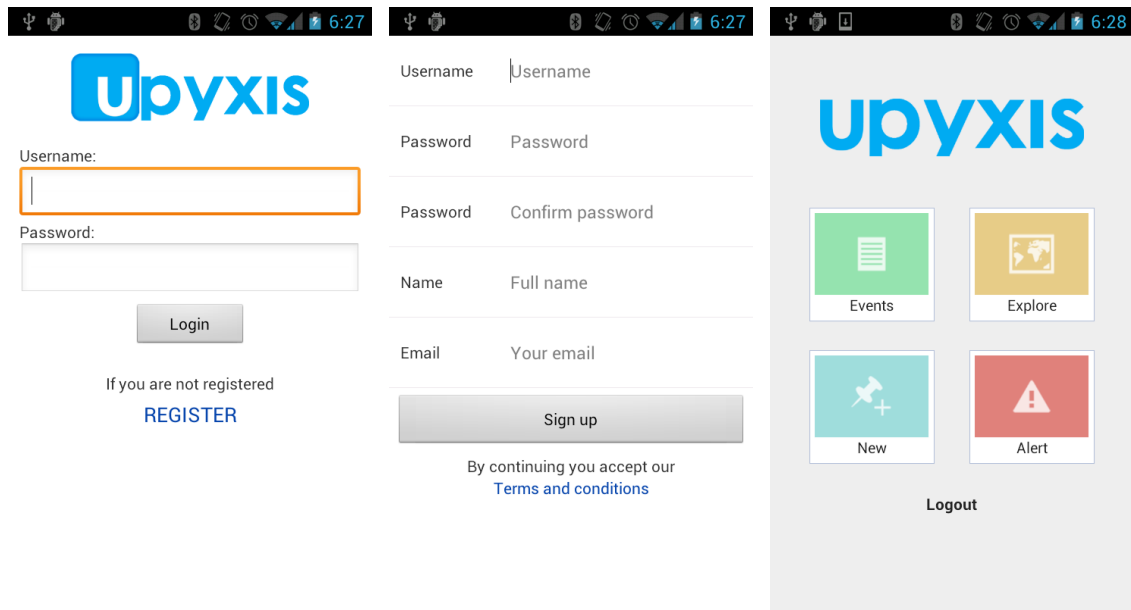 6:27
upyxis
Username:
Password:
Login
If you are not registered
REGISTER
6:27
Username Username
Password Password
Password Confirm password
Name Full name
Email Your email
Sign up
By continuing you accept our
Terms and conditions
6:28
upyxis
Events Explore
New Alert
Logout